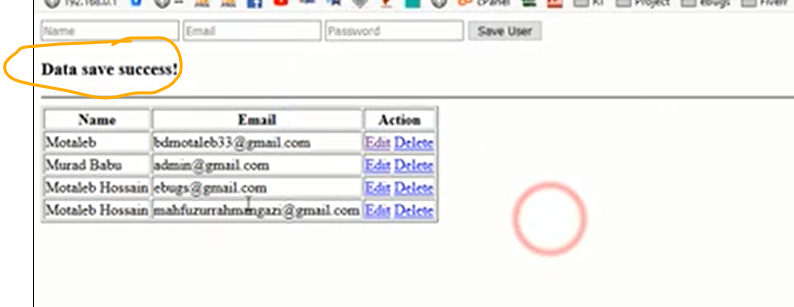 192.168.0.1 cPanel Project ebugs Fiverr
Name Email Password Save User
Data save success!
Name Email Action
Motaleb bdmotaleb33@gmail.com Edit Delete
Murad Babu admin@gmail.com Edit Delete
Motaleb Hossain ebugs@gmail.com Edit Delete
Motaleb Hossain mahfuzurrahmangazi@gmail.com Edit Delete